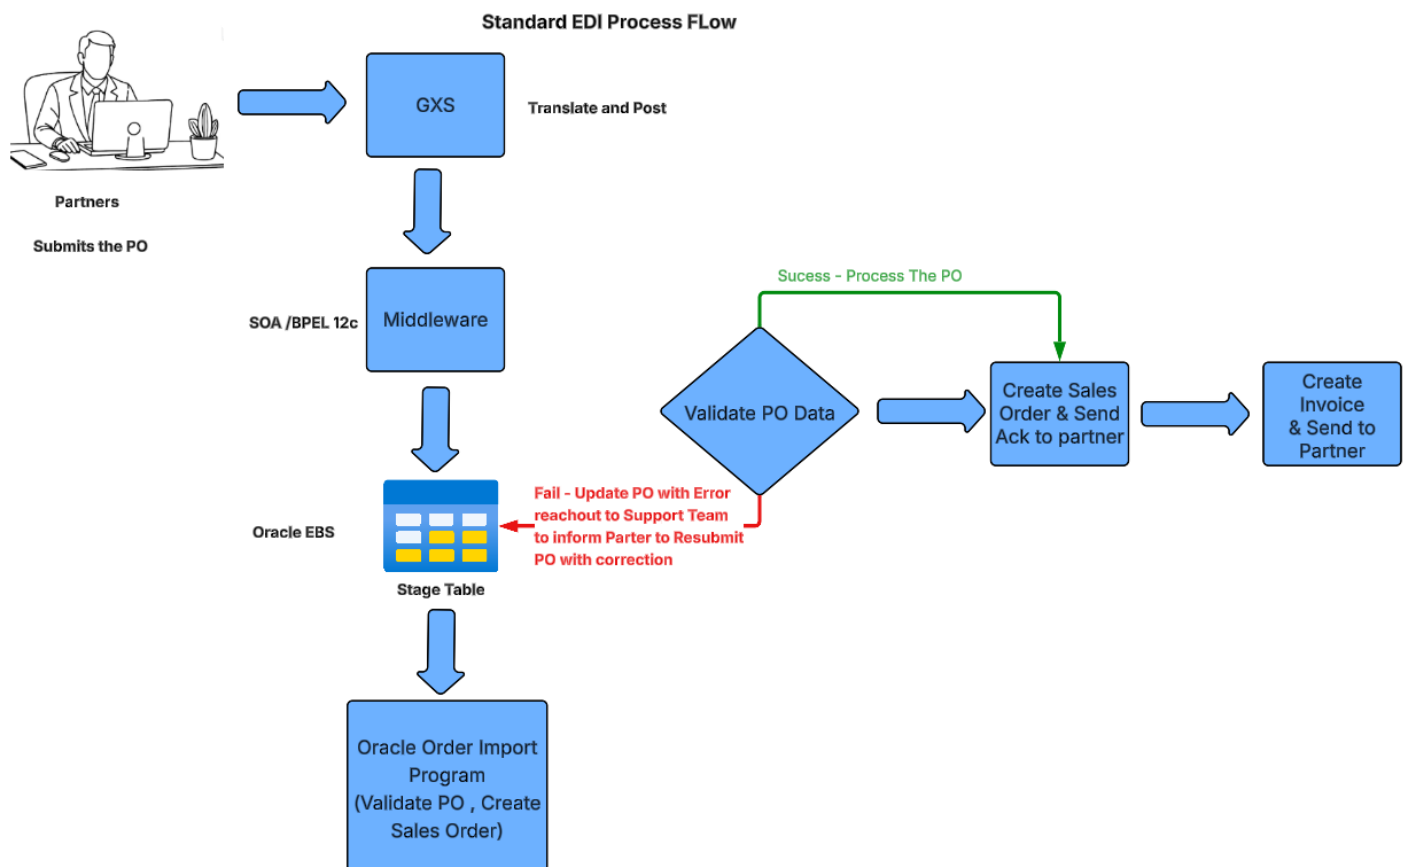 Standard EDI Process FLow
GXS
Translate and Post
Partners
Submits the PO
SOA /BPEL 12c
Middleware
Sucess - Process The PO
Validate PO Data
Create Sales
Order & Send
Ack to partner
Create
Invoice
& Send to
Partner
Fail - Update PO with Error
reachout to Support Team
to inform Parter to Resubmit
PO with correction
Oracle EBS
Stage Table
Oracle Order Import
Program
(Validate PO , Create
Sales Order)